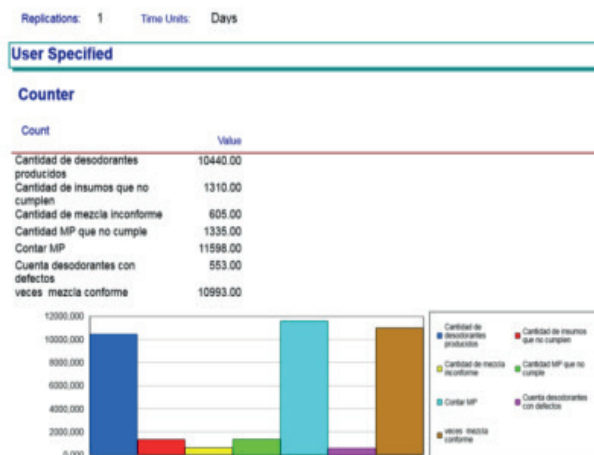 Replications: 1 Time Units: Days
User Specified
Counter
Count
Value
Cantidad de desodorantes 10440.00
producidos
Cantidad de insumos que no 1310.00
cumplen
Cantidad de mezcla inconforme 605.00
Cantidad MP que no cumple 1335.00
Contar MP 11598.00
Cuenta desodorantes con 553.00
defectos
veces mezcla conforme 10993.00
12000,000
10000,000
8000,000
6000,000
4000,000
2000,000
0,000
Cantidad de
desodorantes
producidos
Cantidad de insumos
que no cumplen
Cantidad de mezcla
inconforme
Cantidad MP que no
cumple
Contar MP
Cuenta desodorantes
con defectos
veces mezcla
conforme